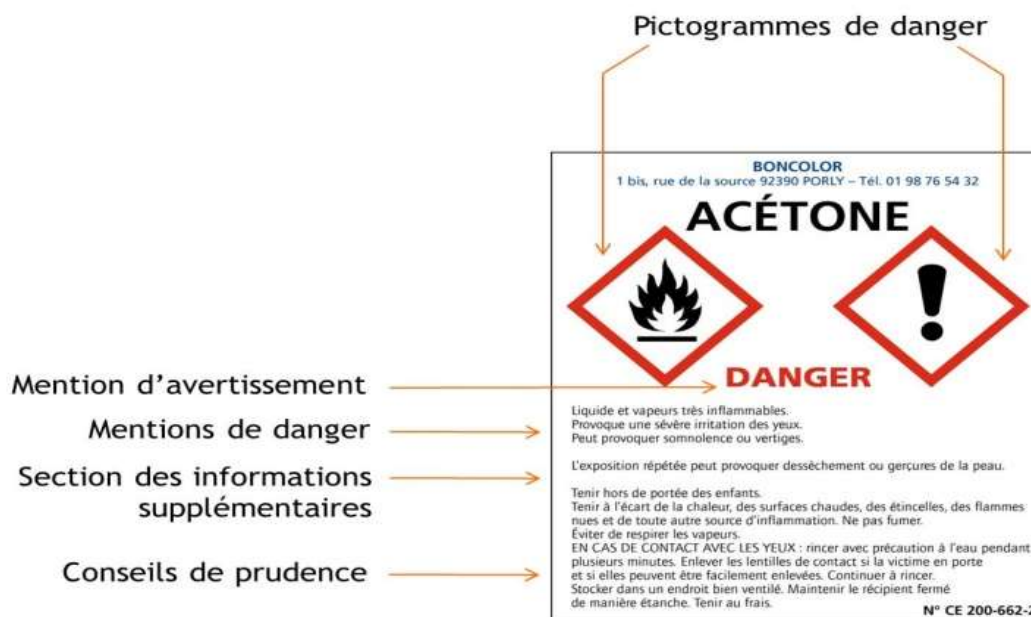 Pictogrammes de danger
BONCOLOR
1 bis, rue de la source 92390 PORLY – Tél. 01 98 76 54 32
ACÉTONE
DANGER
Mention d'avertissement
Mentions de danger
Section des informations
supplémentaires
Conseils de prudence
Liquide et vapeurs très inflammables.
Provoque une sévère irritation des yeux.
Peut provoquer somnolence ou vertiges.
L'exposition répétée peut provoquer dessèchement ou gerçures de la peau.
Tenir hors de portée des enfants.
Tenir à l'écart de la chaleur, des surfaces chaudes, des étincelles, des flammes
nues et de toute autre source d'inflammation. Ne pas fumer.
Éviter de respirer les vapeurs.
EN CAS DE CONTACT AVEC LES YEUX : rincer avec précaution à l'eau pendant
plusieurs minutes. Enlever les lentilles de contact si la victime en porte
et si elles peuvent être facilement enlevées. Continuer à rincer.
Stocker dans un endroit bien ventilé. Maintenir le récipient fermé
de manière étanche. Tenir au frais.
N° CE 200-662-2